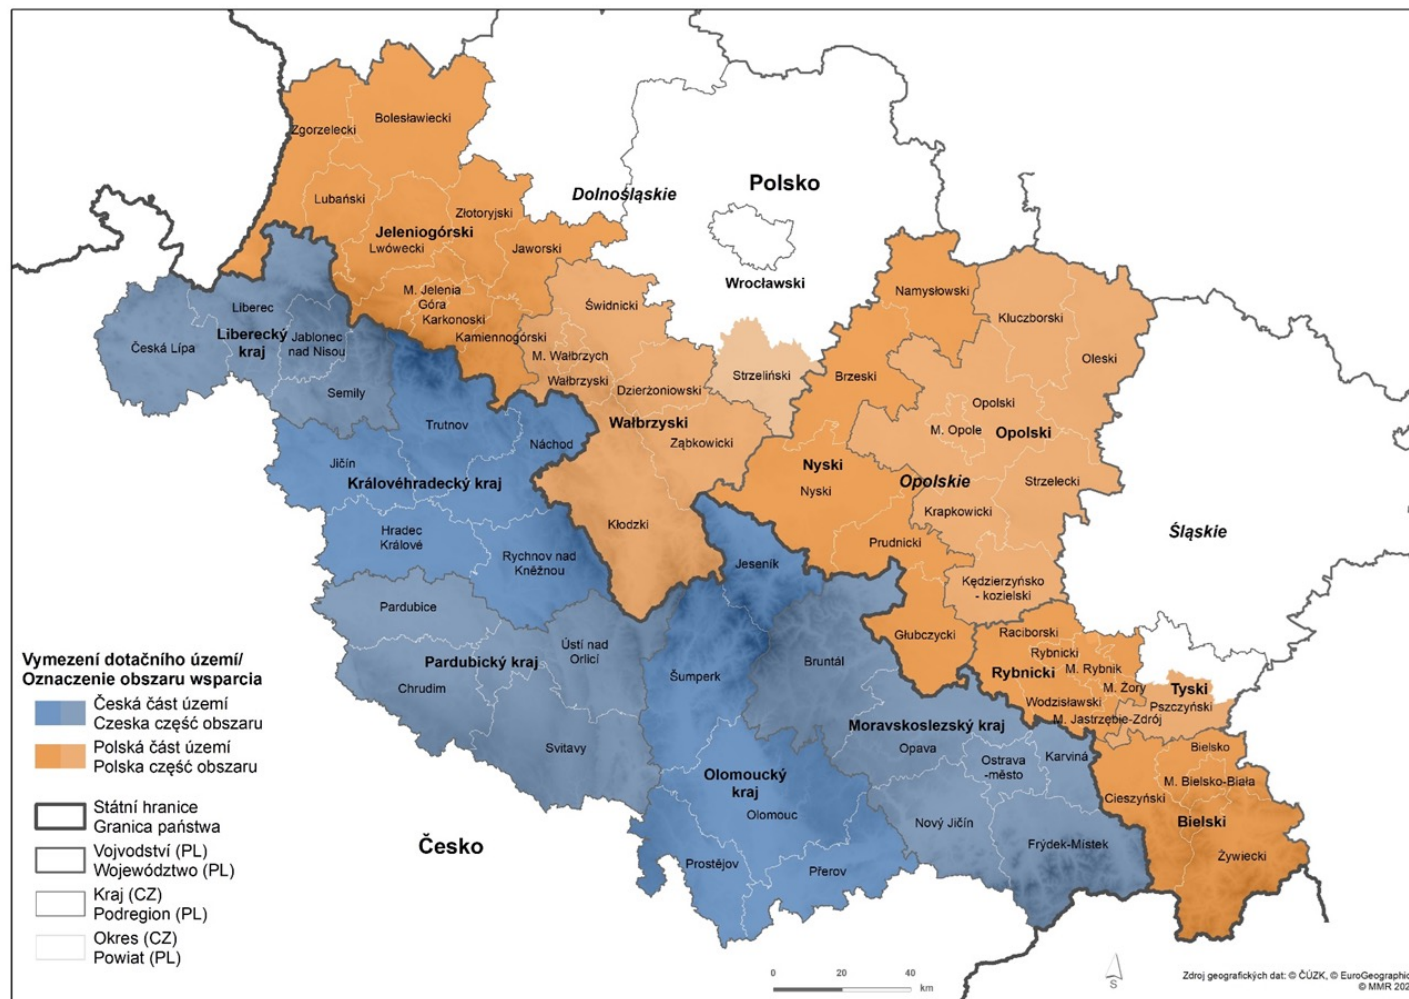 Zgorzelecki
Bolesławiecki
Lubański
Złotoryjski
Jeleniogórski
Lwówecki
Jaworski
M. Jelenia
Góra
Karkonoski
Kamiennogórski
Dolnośląskie
Polsko
Wrocławski
Świdnicki
M. Wałbrzych
Wałbrzyski
Dzierżoniowski
Strzeliński
Wałbrzyski
Ząbkowicki
Kłodzki
Namysłowski
Kluczborski
Oleski
Brzeski
Opolski
M. Opole
Opolski
Nyski
Nyski
Opolskie
Strzelecki
Krapkowicki
Prudnicki
Kędzierzyńsko
- kozielski
Głubczycki
Śląskie
Raciborski
Rybnicki
M. Rybnik
Rybnicki
M. Żory
Wodzisławski
M. Jastrzębie-Zdrój
Tyski
Pszczyński
Bielsko
M. Bielsko-Biała
Cieszyński
Bielski
Żywiecki
Česká Lípa
Liberec
Liberecký
kraj
Jablonec
nad Nisou
Semily
Trutnov
Náchod
Jičín
Královéhradecký kraj
Hradec
Králové
Rychnov nad
Kněžnou
Pardubice
Ústí nad
Orlicí
Pardubický kraj
Chrudim
Svitavy
Jeseník
Šumperk
Bruntál
Moravskoslezský kraj
Opava
Ostrava
-město
Karviná
Olomoucký
kraj
Olomouc
Nový Jičín
Frýdek-Místek
Prostějov
Přerov
Česko
Vymezení dotačního území/
Oznaczenie obszaru wsparcia
Česká část území
Czeska część obszaru
Polská část území
Polska część obszaru
Státní hranice
Granica państwa
Vojvodství (PL)
Województwo (PL)
Kraj (CZ)
Podregion (PL)
Okres (CZ)
Powiat (PL)
0 20 40
km
S
Zdroj geografických dat: © ČÚZK, © EuroGeographic
© MMR 202